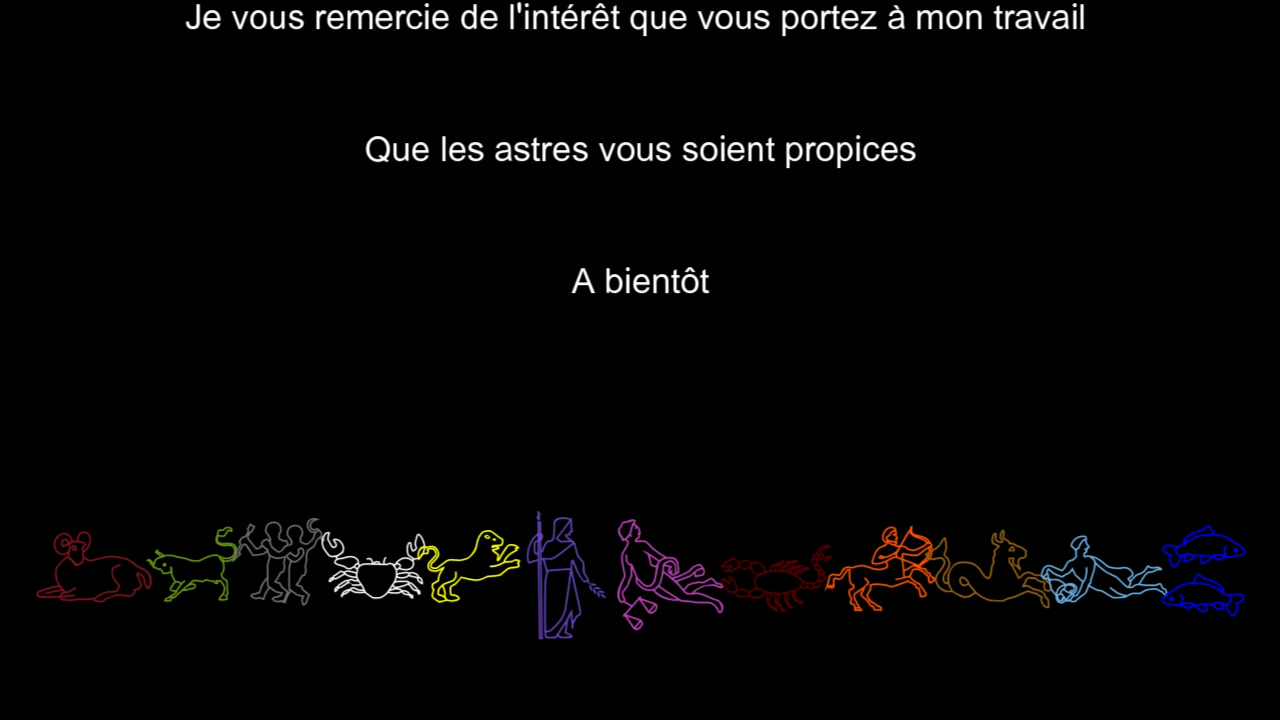 Je vous remercie de l'intérêt que vous portez à mon travail
Que les astres vous soient propices
A bientôt